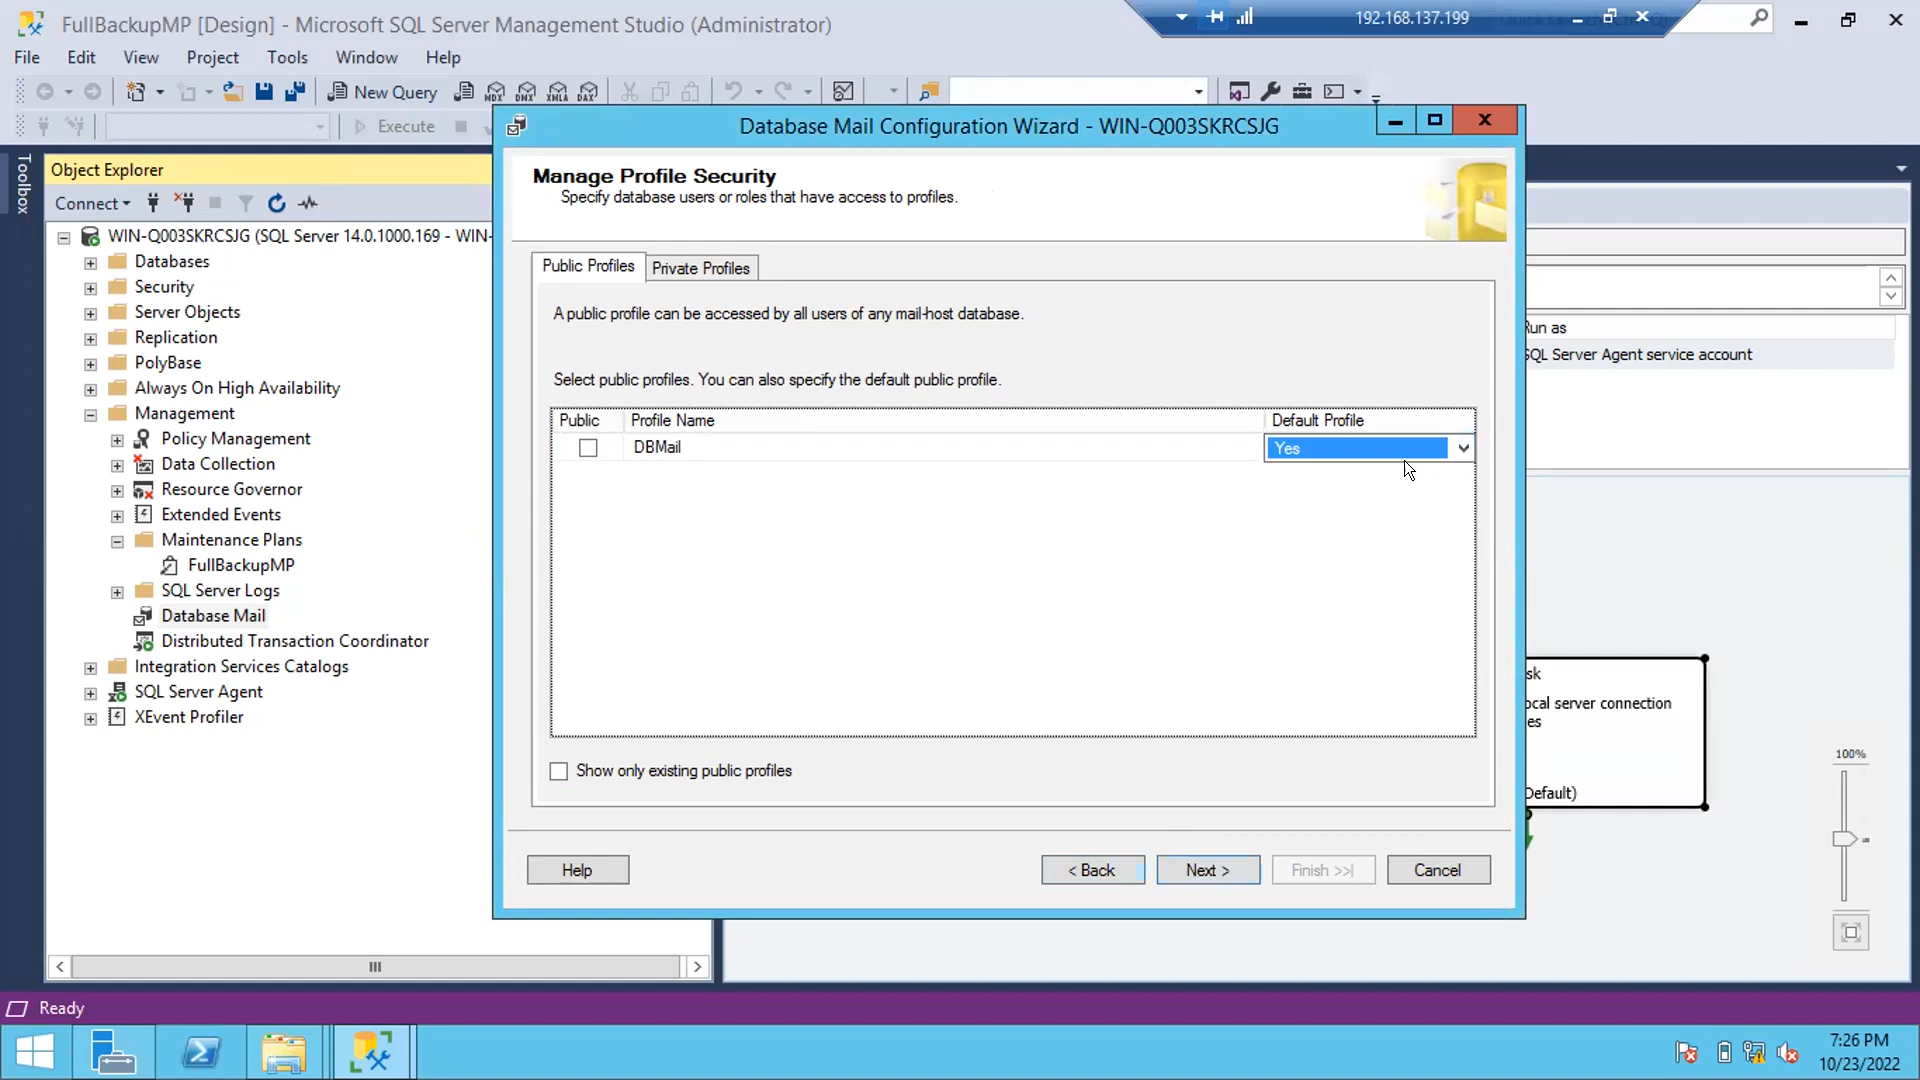 FullBackupMP [Design] - Microsoft SQL Server Management Studio (Administrator)
192.168.137.199
File Edit View Project Tools Window Help
New Query
MDX DMX XMLA DAX
Execute
Toolbox
Object Explorer
Connect
WIN-Q003SKRCSJG (SQL Server 14.0.1000.169 - WIN-
Databases
Security
Server Objects
Replication
PolyBase
Always On High Availability
Management
Policy Management
Data Collection
Resource Governor
Extended Events
Maintenance Plans
FullBackupMP
SQL Server Logs
Database Mail
Distributed Transaction Coordinator
Integration Services Catalogs
SQL Server Agent
XEvent Profiler
Database Mail Configuration Wizard - WIN-Q003SKRCSJG
Manage Profile Security
Specify database users or roles that have access to profiles.
Public Profiles Private Profiles
A public profile can be accessed by all users of any mail-host database.
Select public profiles. You can also specify the default public profile.
Public Profile Name Default Profile
DBMail Yes
Show only existing public profiles
Help < Back Next > Finish >>| Cancel
Run as
SQL Server Agent service account
sk
ocal server connection
es
Default)
100%
Ready
7:26 PM
10/23/2022